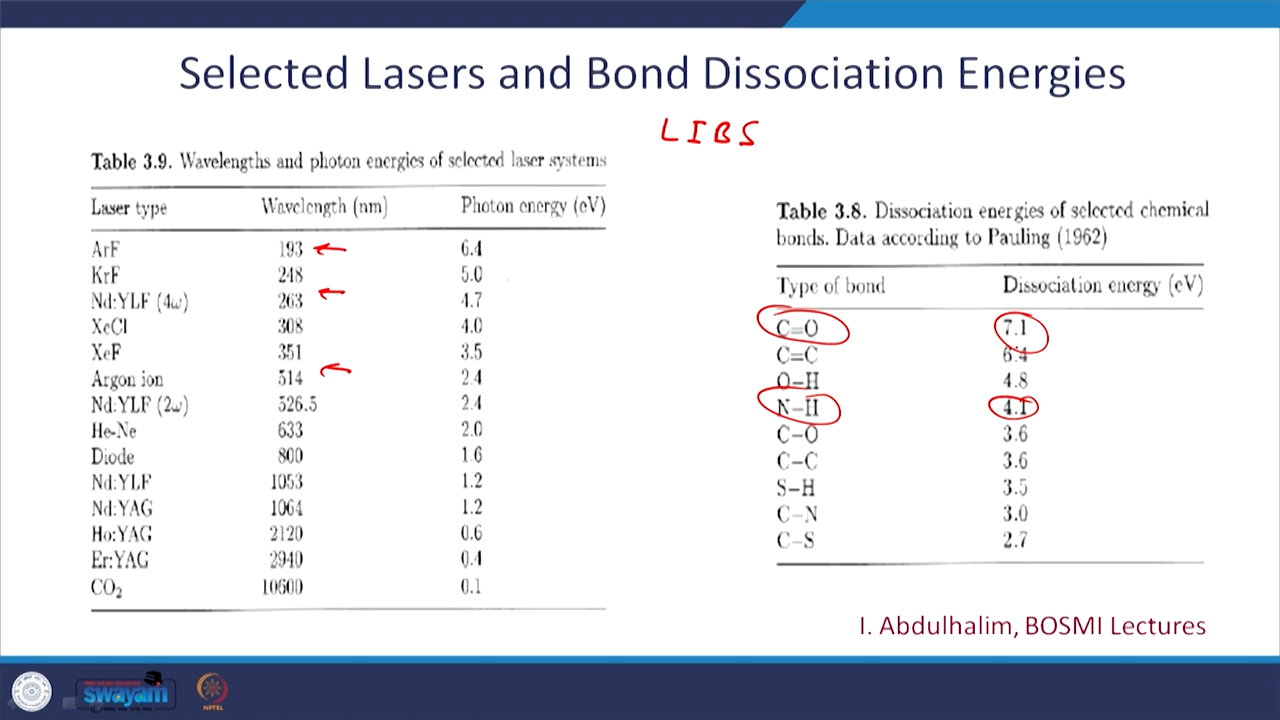 Selected Lasers and Bond Dissociation Energies
LIBS
Table 3.9. Wavelengths and photon energies of selected laser systems
Laser type Wavelength (nm) Photon energy (eV)
ArF 193 6.4
KrF 248 5.0
Nd:YLF (4ω) 263 4.7
XeCl 308 4.0
XeF 351 3.5
Argon ion 514 2.4
Nd:YLF (2ω) 526.5 2.4
He-Ne 633 2.0
Diode 800 1.6
Nd:YLF 1053 1.2
Nd:YAG 1064 1.2
Ho:YAG 2120 0.6
Er:YAG 2940 0.4
CO₂ 10600 0.1
Table 3.8. Dissociation energies of selected chemical
bonds. Data according to Pauling (1962)
Type of bond Dissociation energy (eV)
C=O 7.1
C=C 6.4
O–H 4.8
N–H 4.1
C–O 3.6
C–C 3.6
S–H 3.5
C–N 3.0
C–S 2.7
I. Abdulhalim, BOSMI Lectures
swayam
NPTEL